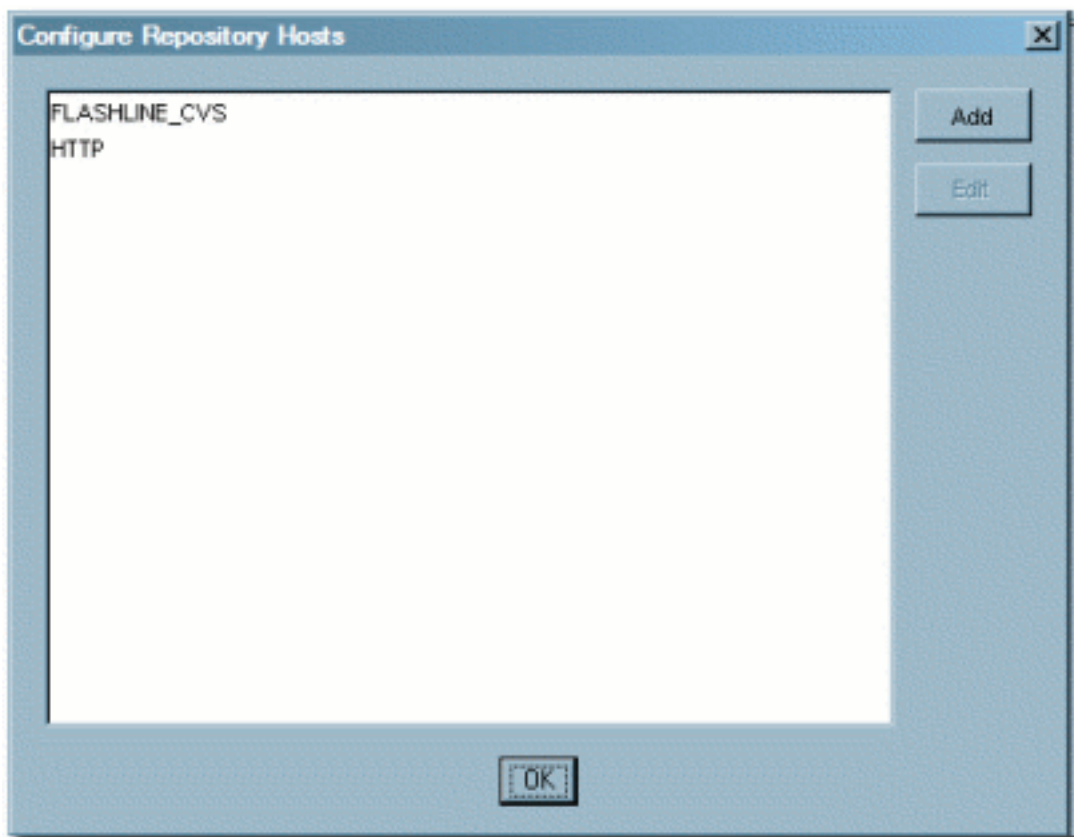 Configure Repository Hosts
FLASHLINE_CVS
HTTP
Add
Edit
OK